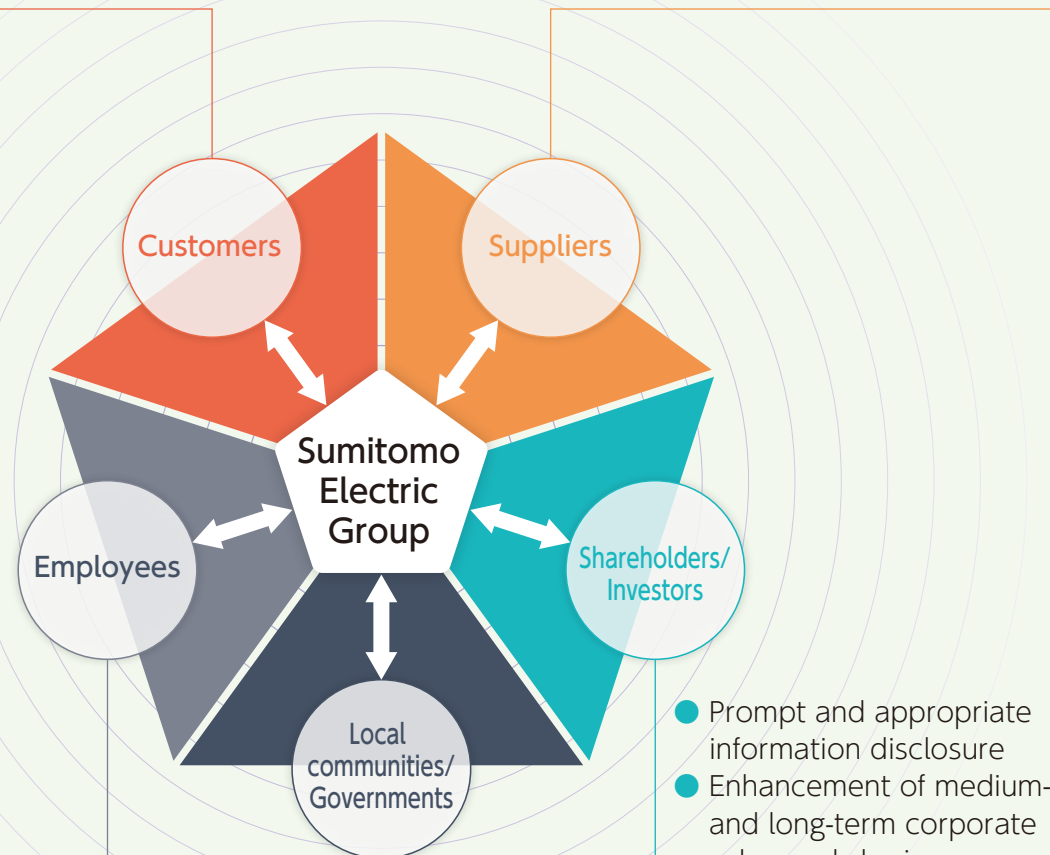 Customers
Suppliers
Sumitomo
Electric
Group
Employees
Shareholders/
Investors
Local
communities/
Governments
Prompt and appropriate
information disclosure
Enhancement of medium-
and long-term corporate